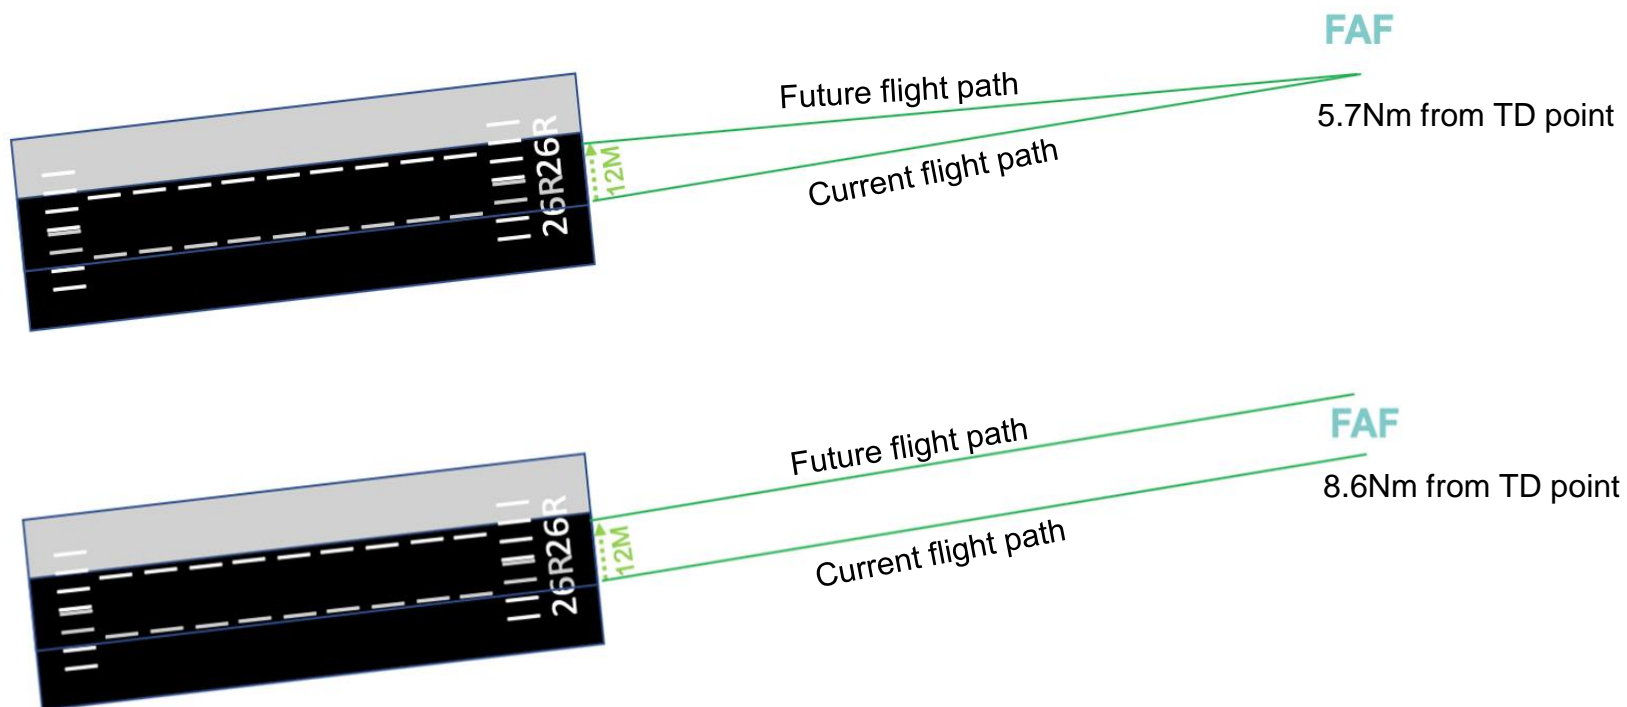 FAF
Future flight path
5.7Nm from TD point
26R26R
12M
Current flight path
Future flight path
FAF
8.6Nm from TD point
26R26R
12M
Current flight path